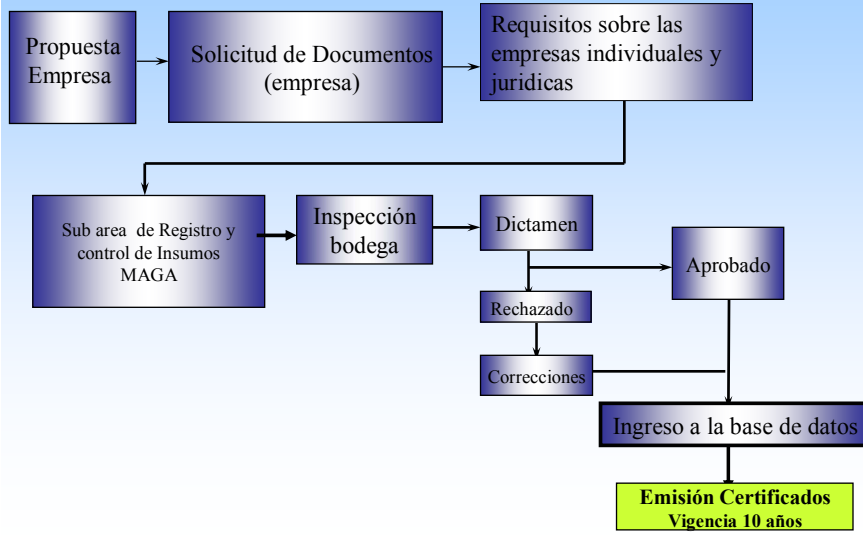 Propuesta
Empresa
Solicitud de Documentos
(empresa)
Requisitos sobre las
empresas individuales y
juridicas
Sub area de Registro y
control de Insumos
MAGA
Inspección
bodega
Dictamen
Aprobado
Rechazado
Correcciones
Ingreso a la base de datos
Emisión Certificados
Vigencia 10 años